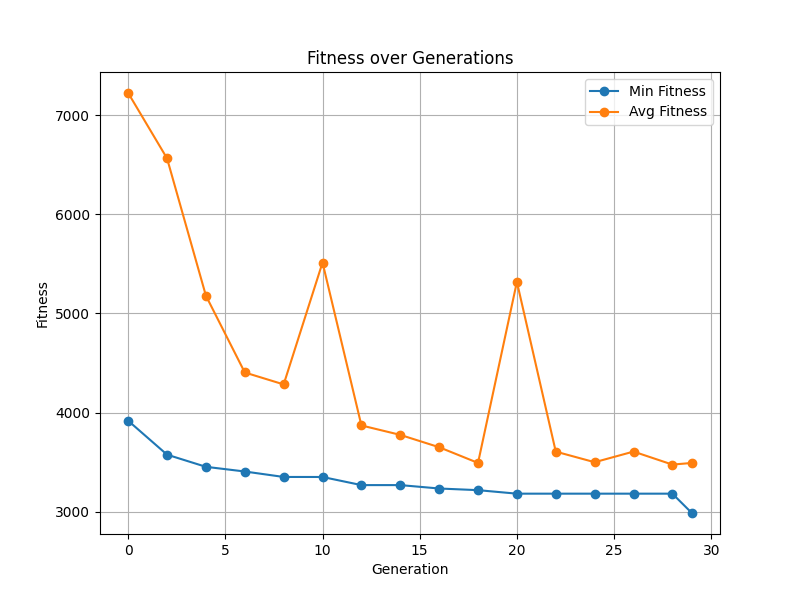 Fitness over Generations
Min Fitness
Avg Fitness
7000
6000
5000
4000
3000
Fitness
0 5 10 15 20 25 30
Generation